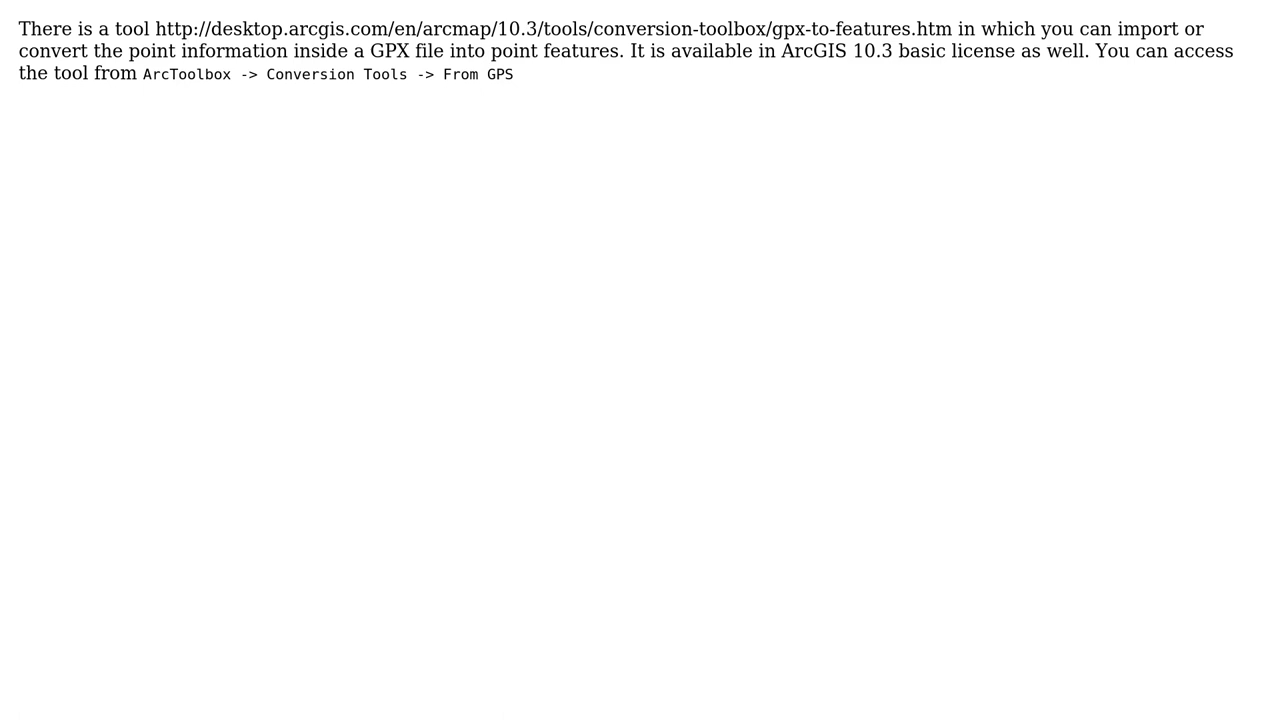 There is a tool http://desktop.arcgis.com/en/arcmap/10.3/tools/conversion-toolbox/gpx-to-features.htm in which you can import or
convert the point information inside a GPX file into point features. It is available in ArcGIS 10.3 basic license as well. You can access
the tool from ArcToolbox -> Conversion Tools -> From GPS